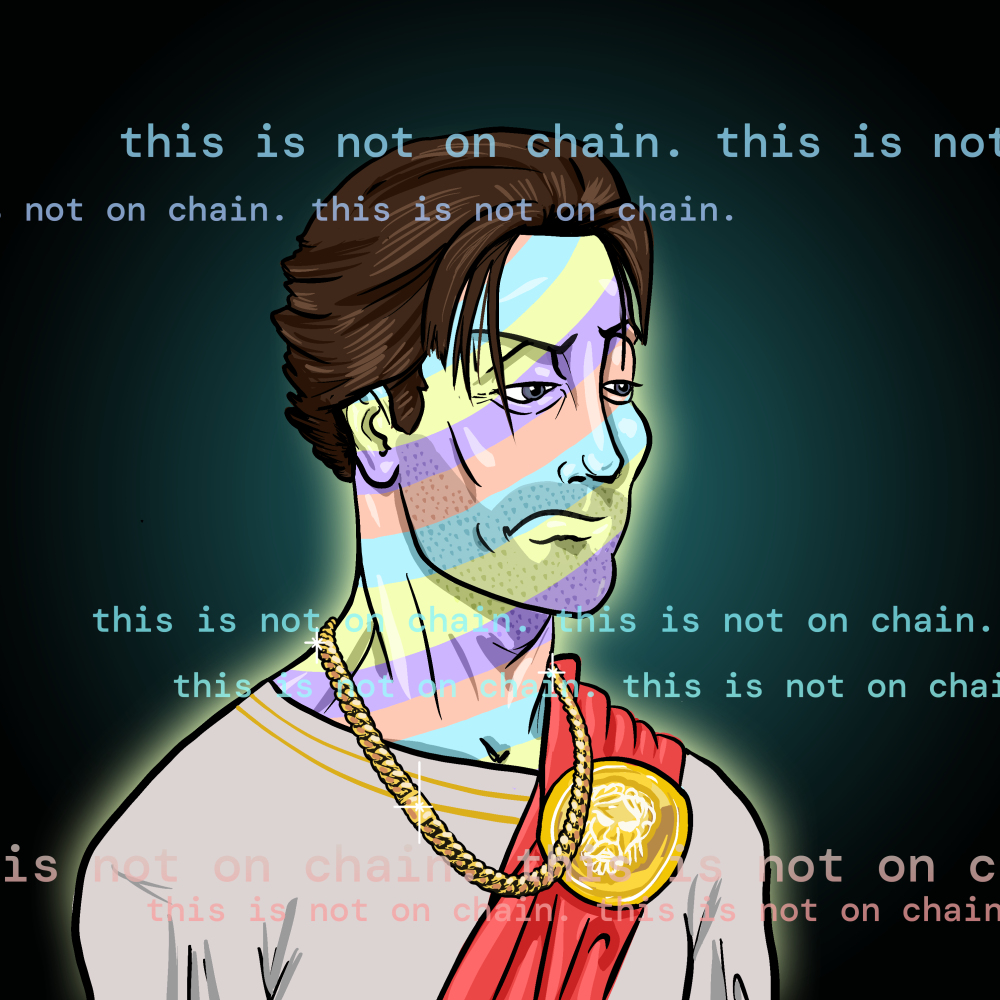 this is not on chain. this is not
not on chain. this is not on chain.
this is not on chain. this is not on chain.
this is not on chain. this is not on chai
is not on chain. this is not on c
this is not on chain. this is not on chain